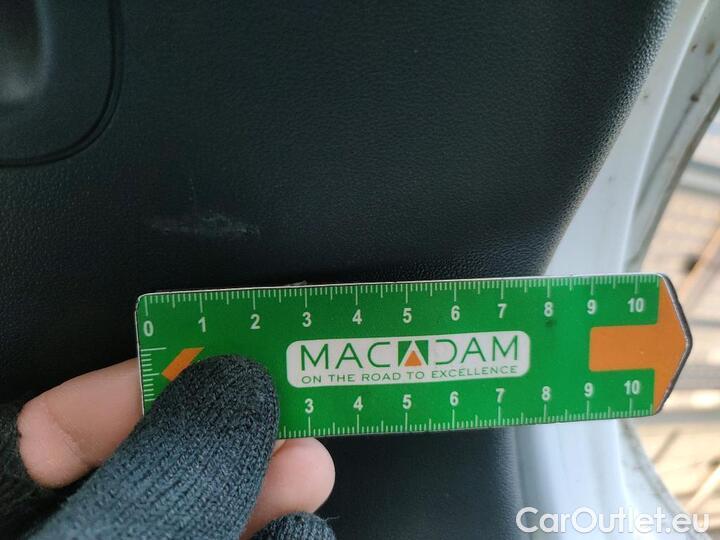 0 1 2 3 4 5 6 7 8 9 10
MACADAM
ON THE ROAD TO EXCELLENCE
3 4 5 6 7 8 9 10
CarOutlet.eu